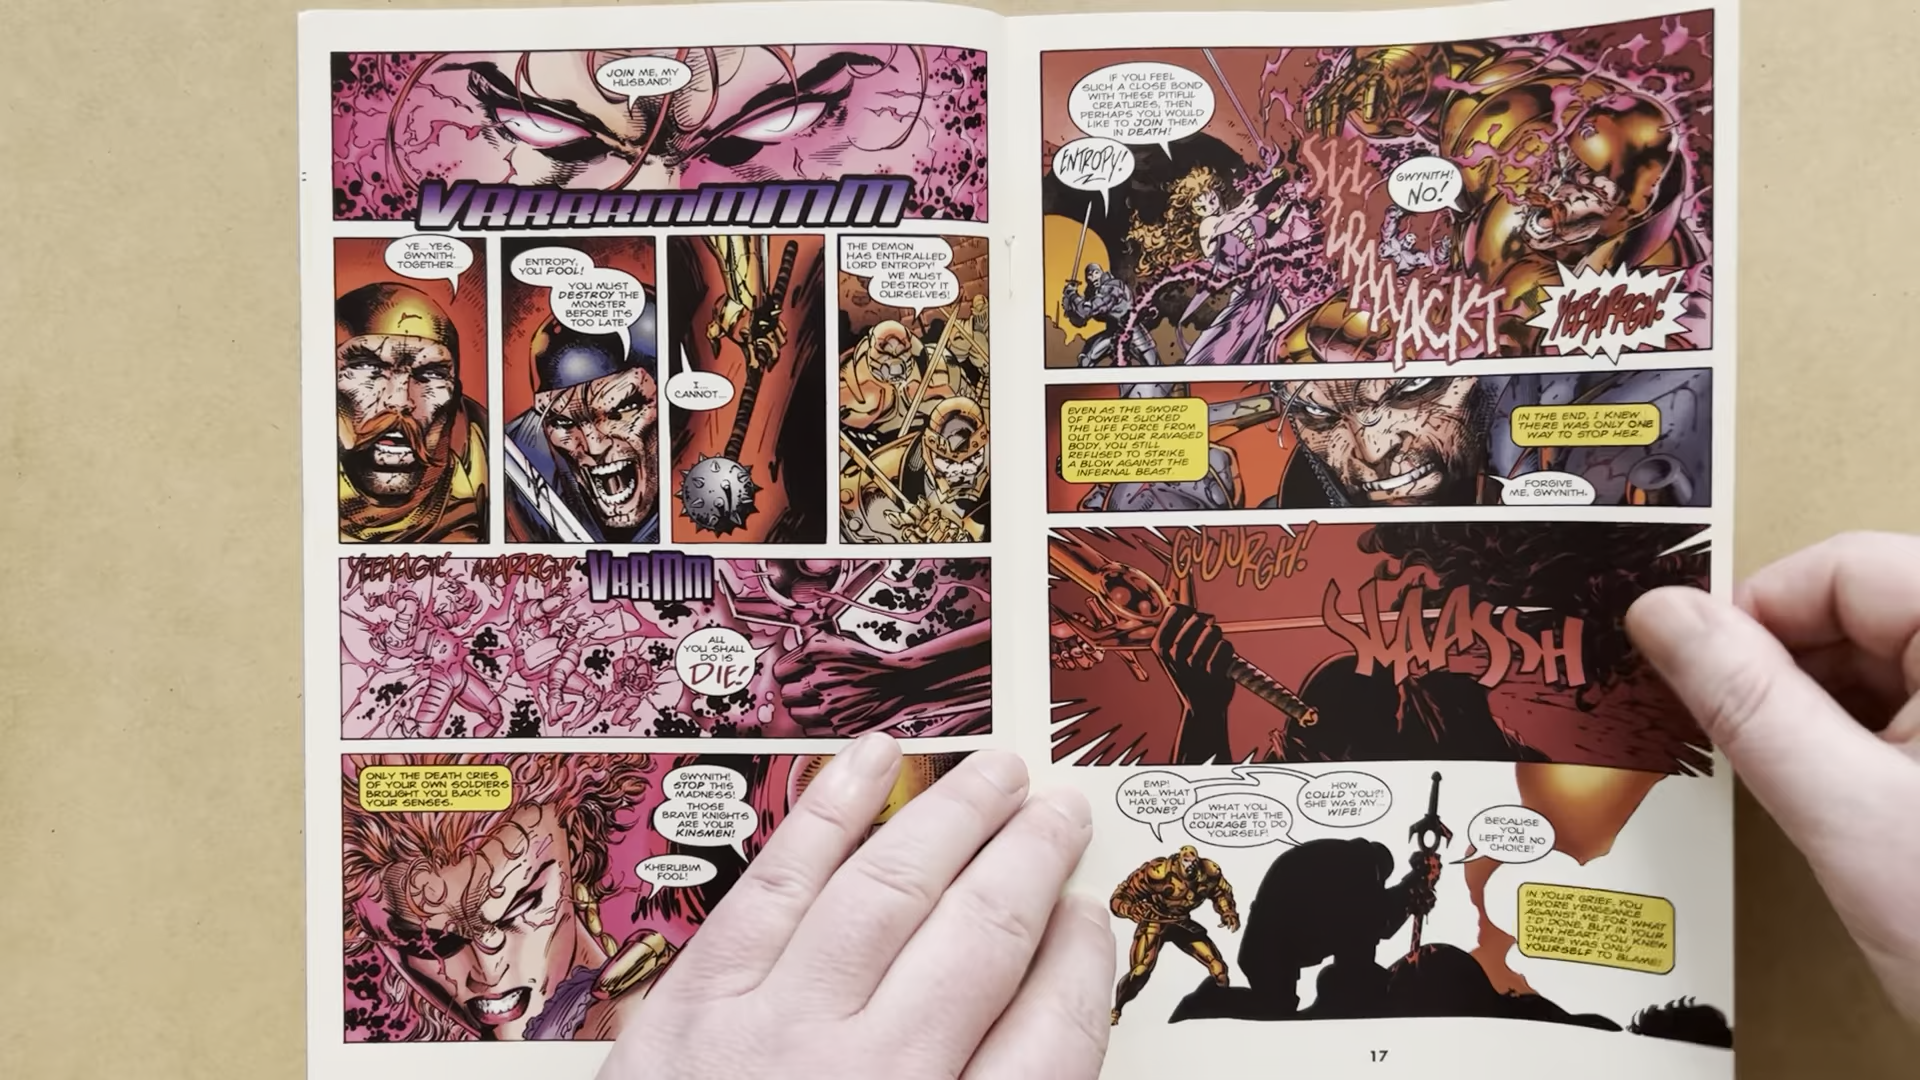 JOIN ME, MY
HUSBAND!
VRRRRMMMMM
YE...YES,
GWYNITH.
TOGETHER...
ENTROPY,
YOU FOOL!
YOU MUST
DESTROY THE
MONSTER
BEFORE IT'S
TOO LATE.
I...
CANNOT...
THE DEMON
HAS ENTHRALLED
LORD ENTROPY!
WE MUST
DESTROY IT
OURSELVES!
YEEAAGH!
AAARRGH!
VRRMM
ALL
YOU SHALL
DO IS
DIE!
ONLY THE DEATH CRIES
OF YOUR OWN SOLDIERS
BROUGHT YOU BACK TO
YOUR SENSES.
GWYNITH!
STOP THIS
MADNESS!
THOSE
BRAVE KNIGHTS
ARE YOUR
KINSMEN!
KHERUBIM
FOOL!
IF YOU FEEL
SUCH A CLOSE BOND
WITH THESE PITIFUL
CREATURES, THEN
PERHAPS YOU WOULD
LIKE TO JOIN THEM
IN DEATH!
ENTROPY!
GWYNITH!
NO!
EVEN AS THE SWORD
OF POWER SUCKED
THE LIFE FORCE FROM
OUT OF YOUR RAVAGED
BODY, YOU STILL
REFUSED TO STRIKE
A BLOW AGAINST THE
INFERNAL BEAST.
IN THE END, I KNEW
THERE WAS ONLY ONE
WAY TO STOP HER.
FORGIVE
ME, GWYNITH.
GUUURGH!
SLAASSH
EMP!
WHA...WHAT
HAVE YOU
DONE?
WHAT YOU
DIDN'T HAVE THE
COURAGE TO DO
YOURSELF!
HOW
COULD YOU?!
SHE WAS MY...
WIFE!
BECAUSE
YOU
LEFT ME NO
CHOICE!
IN YOUR GRIEF, YOU
SWORE VENGEANCE
AGAINST ME FOR WHAT
I'D DONE, BUT IN YOUR
OWN HEART, YOU KNEW
THERE WAS ONLY
YOURSELF TO BLAME!
17